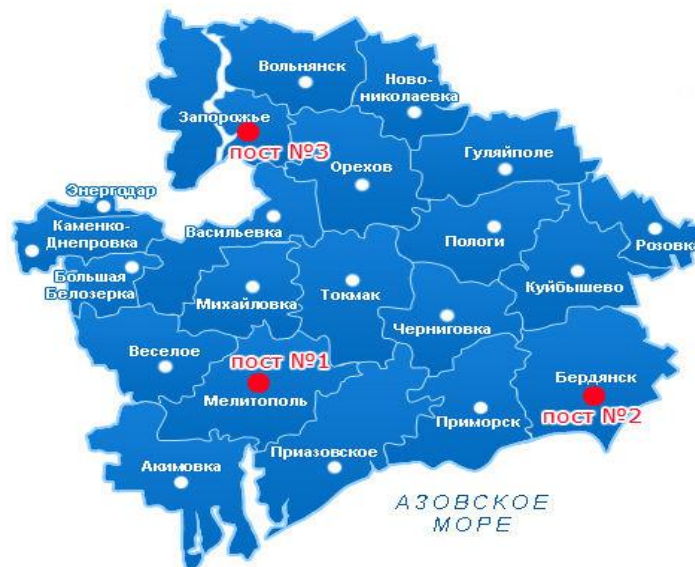 Вольнянск
Ново-
николаевка
Запорожье
пост №3
Орехов
Гуляйполе
Энергодар
Каменко-
Днепровка
Васильевка
Пологи
Розовка
Большая
Белозерка
Михайловка
Токмак
Куйбышево
Черниговка
Веселое
пост №1
Мелитополь
Бердянск
пост №2
Приморск
Акимовка
Приазовское
АЗОВСКОЕ
МОРЕ